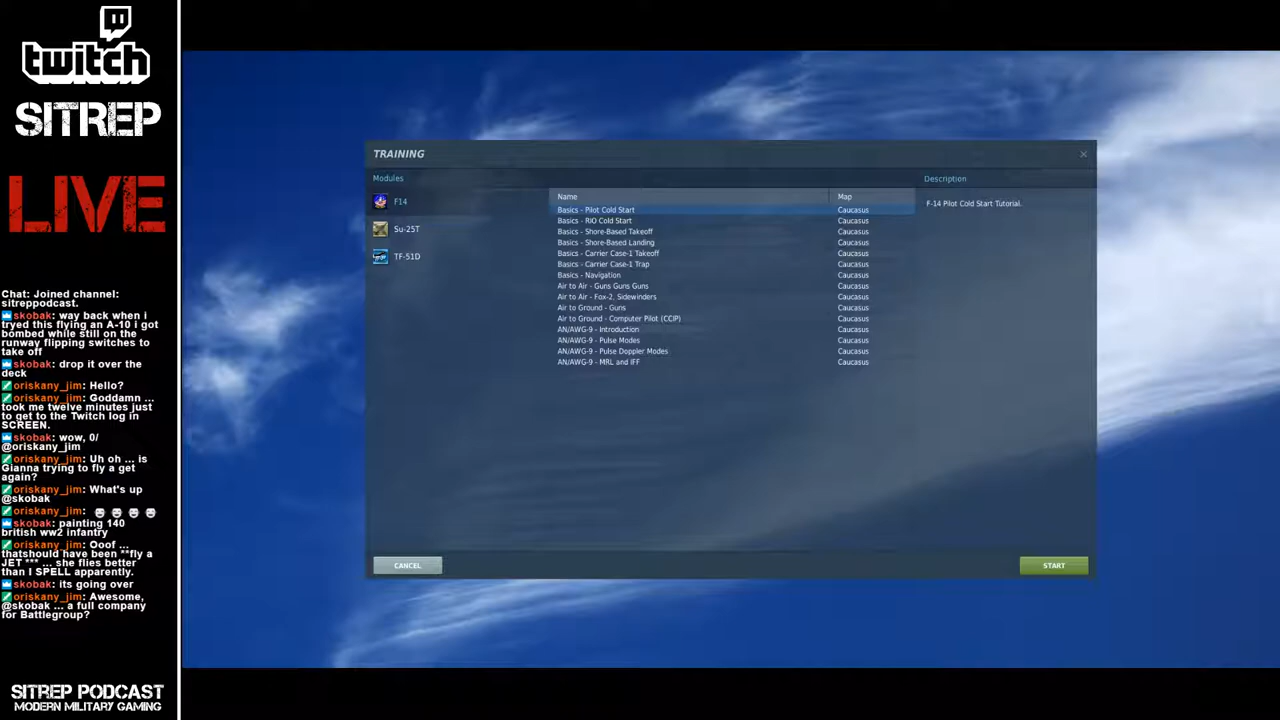 twitch
SITREP
LIVE
Chat: Joined channel:
sitreppodcast.
skobak: way back when i
tryed this flying an A-10 i got
bombed while still on the
runway flipping switches to
take off
skobak: drop it over the
deck
oriskany_jim: Hello?
oriskany_jim: Goddamn ...
took me twelve minutes just
to get to the Twitch log in
SCREEN.
skobak: wow, 0/
@oriskany_jim
oriskany_jim: Uh oh ... is
Gianna trying to fly a get
again?
oriskany_jim: What's up
@skobak
oriskany_jim:
skobak: painting 140
british ww2 infantry
oriskany_jim: Ooof ...
thatshould have been **fly a
JET *** ... she flies better
than I SPELL apparently.
skobak: its going over
oriskany_jim: Awesome,
@skobak ... a full company
for Battlegroup?
SITREP PODCAST
MODERN MILITARY GAMING
TRAINING
×
Modules
F14
Su-25T
TF-51D
Name Map
Basics - Pilot Cold Start Caucasus
Basics - RIO Cold Start Caucasus
Basics - Shore-Based Takeoff Caucasus
Basics - Shore-Based Landing Caucasus
Basics - Carrier Case-1 Takeoff Caucasus
Basics - Carrier Case-1 Trap Caucasus
Basics - Navigation Caucasus
Air to Air - Guns Guns Guns Caucasus
Air to Air - Fox-2, Sidewinders Caucasus
Air to Ground - Guns Caucasus
Air to Ground - Computer Pilot (CCIP) Caucasus
AN/AWG-9 - Introduction Caucasus
AN/AWG-9 - Pulse Modes Caucasus
AN/AWG-9 - Pulse Doppler Modes Caucasus
AN/AWG-9 - MRL and IFF Caucasus
Description
F-14 Pilot Cold Start Tutorial.
CANCEL
START